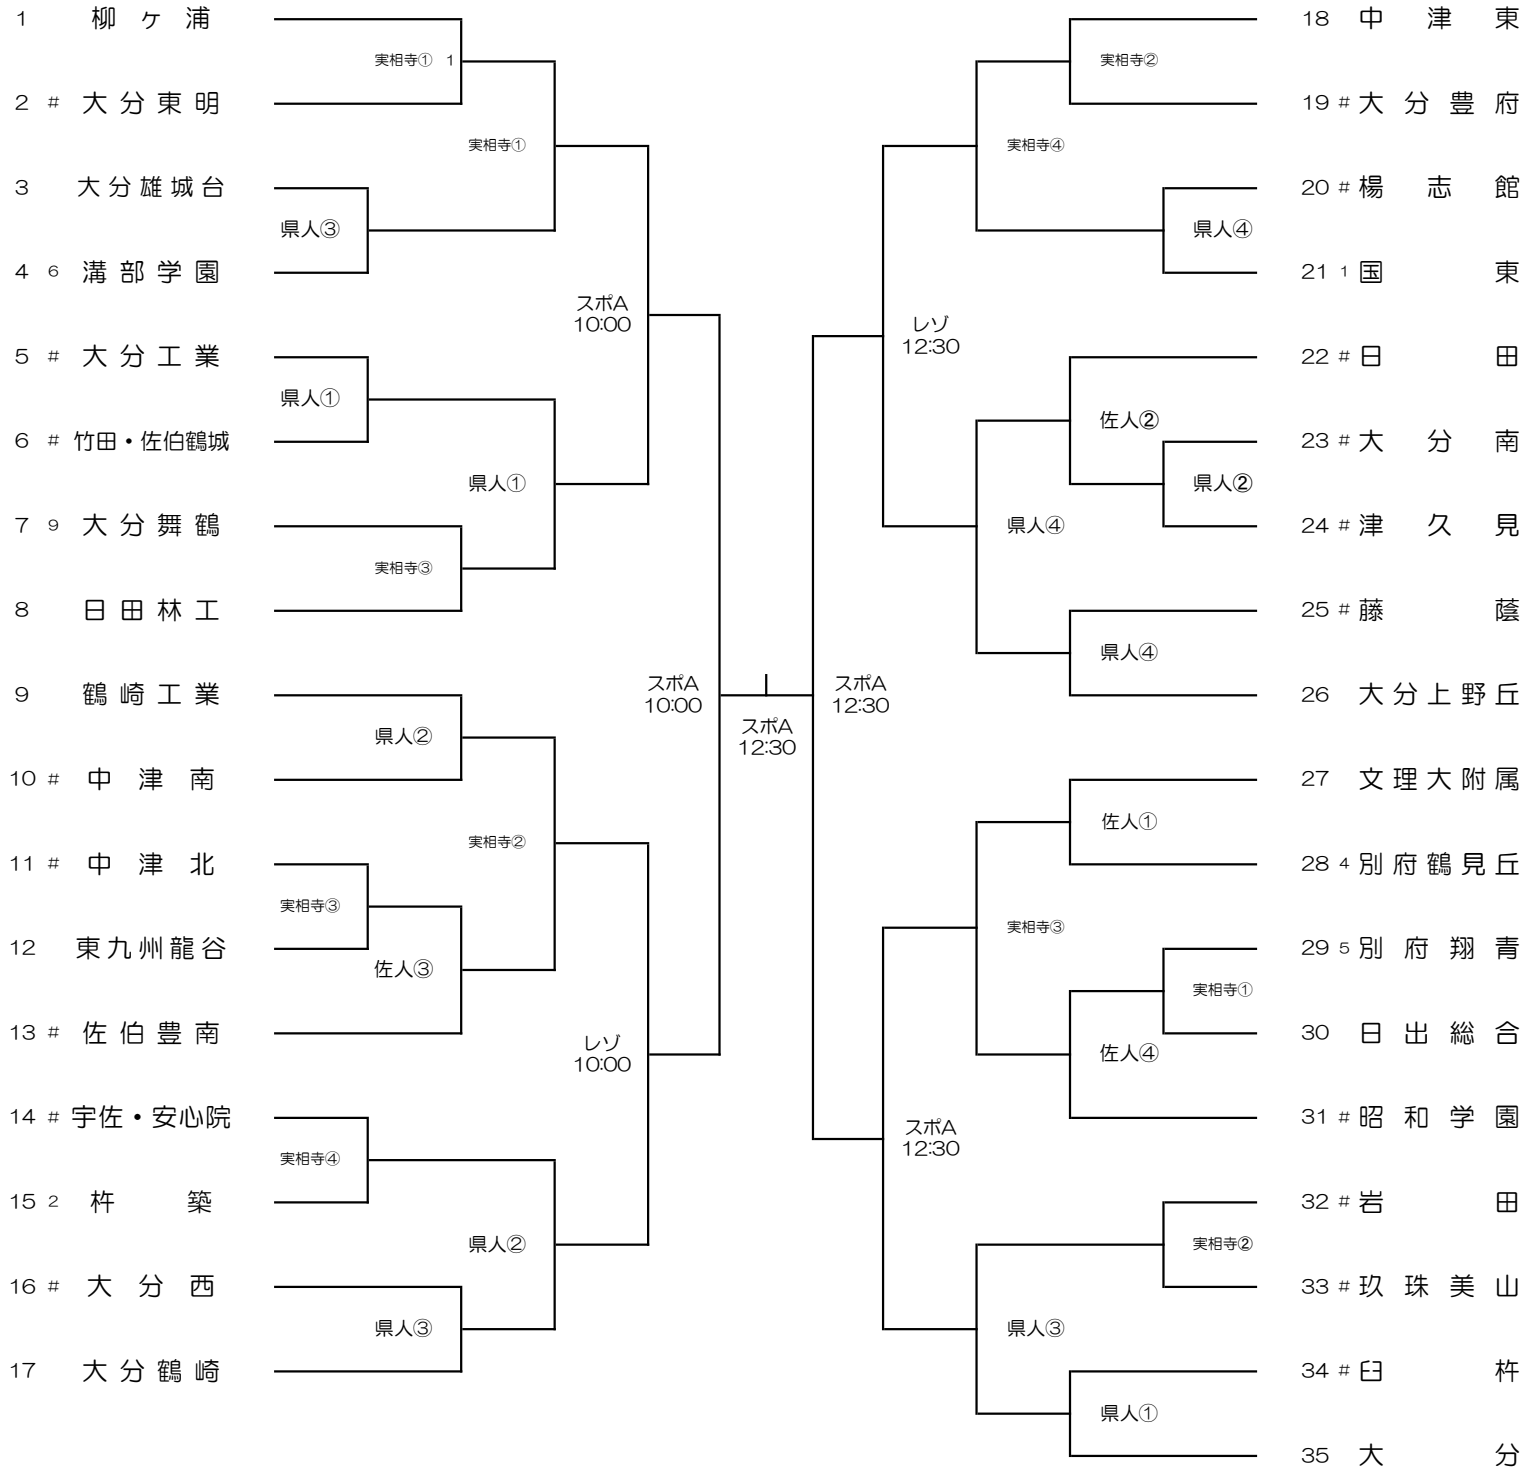 1 柳ヶ浦
2 # 大分東明
3 大分雄城台
4 6 溝部学園
5 # 大分工業
6 # 竹田・佐伯鶴城
7 9 大分舞鶴
8 日田林工
9 鶴崎工業
10 # 中津南
11 # 中津北
12 東九州龍谷
13 # 佐伯豊南
14 # 宇佐・安心院
15 2 杵築
16 # 大分西
17 大分鶴崎
県人③
県人①
実相寺③
実相寺④
実相寺① 1
実相寺③
県人②
佐人③
県人③
実相寺①
県人①
実相寺②
県人②
スポA
10:00
レゾ
10:00
スポA
10:00
スポA
12:30
スポA
12:30
レゾ
12:30
スポA
12:30
実相寺④
県人④
実相寺③
県人③
実相寺②
佐人②
県人④
佐人①
佐人④
県人①
県人④
県人②
実相寺①
実相寺②
18 中津東
19 # 大分豊府
20 # 楊志館
21 1 国東
22 # 日田
23 # 大分南
24 # 津久見
25 # 藤蔭
26 大分上野丘
27 文理大附属
28 4 別府鶴見丘
29 5 別府翔青
30 日出総合
31 # 昭和学園
32 # 岩田
33 # 玖珠美山
34 # 臼杵
35 大分